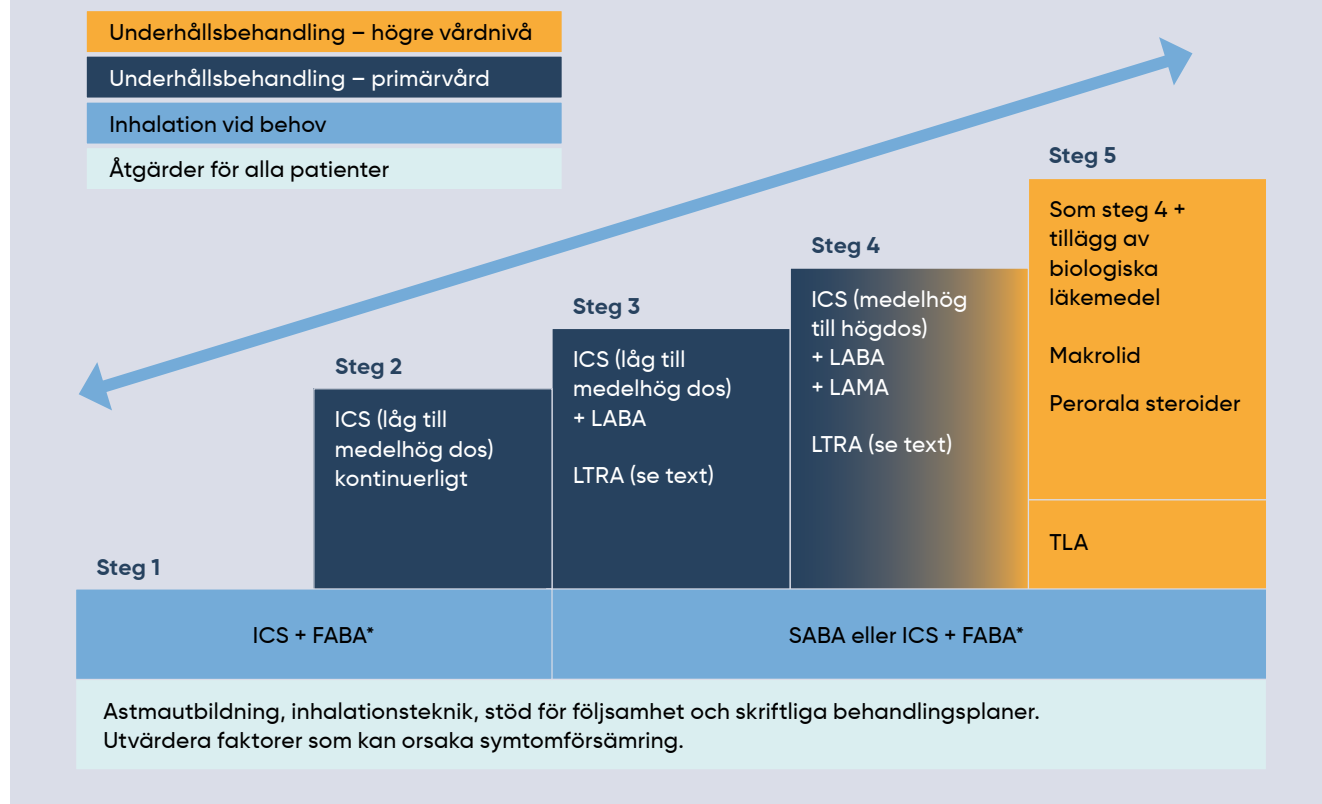 Underhållsbehandling – högre vårdnivå
Underhållsbehandling – primärvård
Inhalation vid behov
Åtgärder för alla patienter
Steg 1
Steg 2
ICS (låg till
medelhög dos)
kontinuerligt
Steg 3
ICS (låg till
medelhög dos)
+ LABA
LTRA (se text)
Steg 4
ICS (medelhög
till högdos)
+ LABA
+ LAMA
LTRA (se text)
Steg 5
Som steg 4 +
tillägg av
biologiska
läkemedel
Makrolid
Perorala steroider
TLA
ICS + FABA*
SABA eller ICS + FABA*
Astmautbildning, inhalationsteknik, stöd för följsamhet och skriftliga behandlingsplaner.
Utvärdera faktorer som kan orsaka symtomförsämring.